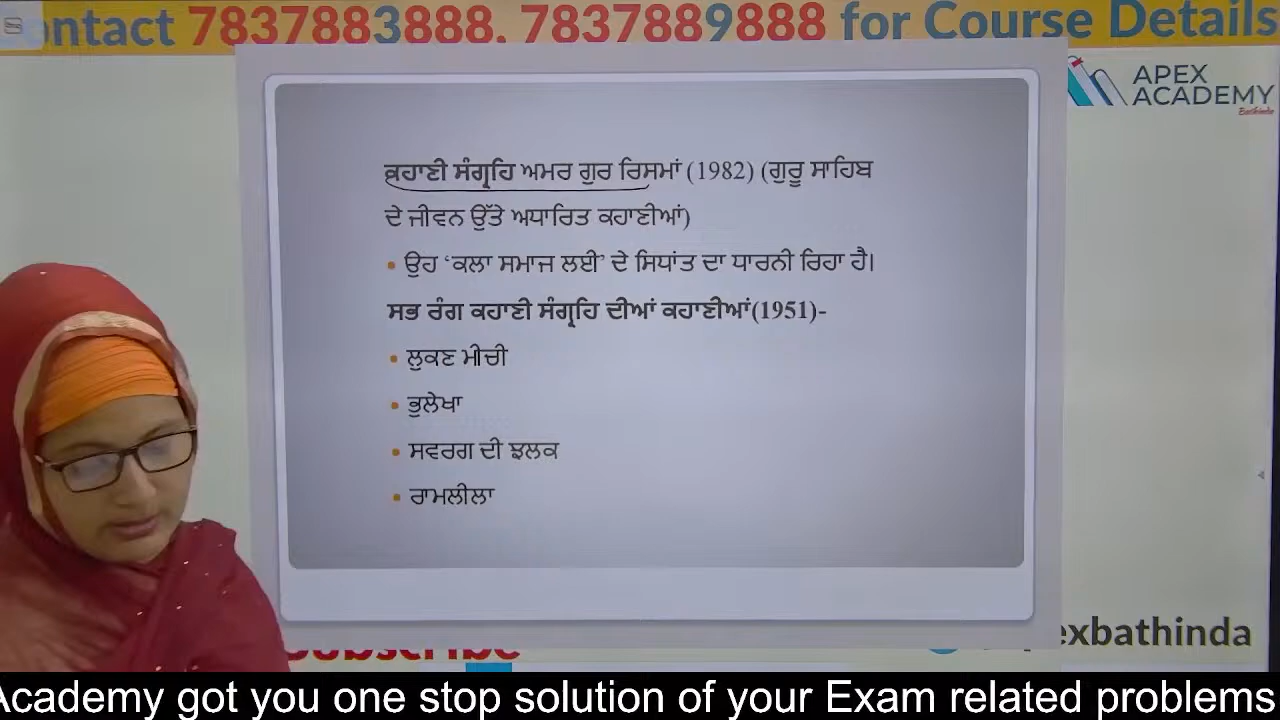 ontact 7837883888, 7837889888 for Course Details
APEX
ACADEMY
Bathinda
ਕਹਾਣੀ ਸੰਗ੍ਰਹਿ ਅਮਰ ਗੁਰ ਰਿਸਮਾਂ (1982) (ਗੁਰੂ ਸਾਹਿਬ
ਦੇ ਜੀਵਨ ਉੱਤੇ ਅਧਾਰਿਤ ਕਹਾਣੀਆਂ)
• ਉਹ ‘ਕਲਾ ਸਮਾਜ ਲਈ’ ਦੇ ਸਿਧਾਂਤ ਦਾ ਧਾਰਨੀ ਰਿਹਾ ਹੈ।
ਸਭ ਰੰਗ ਕਹਾਣੀ ਸੰਗ੍ਰਹਿ ਦੀਆਂ ਕਹਾਣੀਆਂ(1951)-
• ਲੁਕਣ ਮੀਚੀ
• ਭੁਲੇਖਾ
• ਸਵਰਗ ਦੀ ਝਲਕ
• ਰਾਮਲੀਲਾ
exbathinda
Academy got you one stop solution of your Exam related problems.